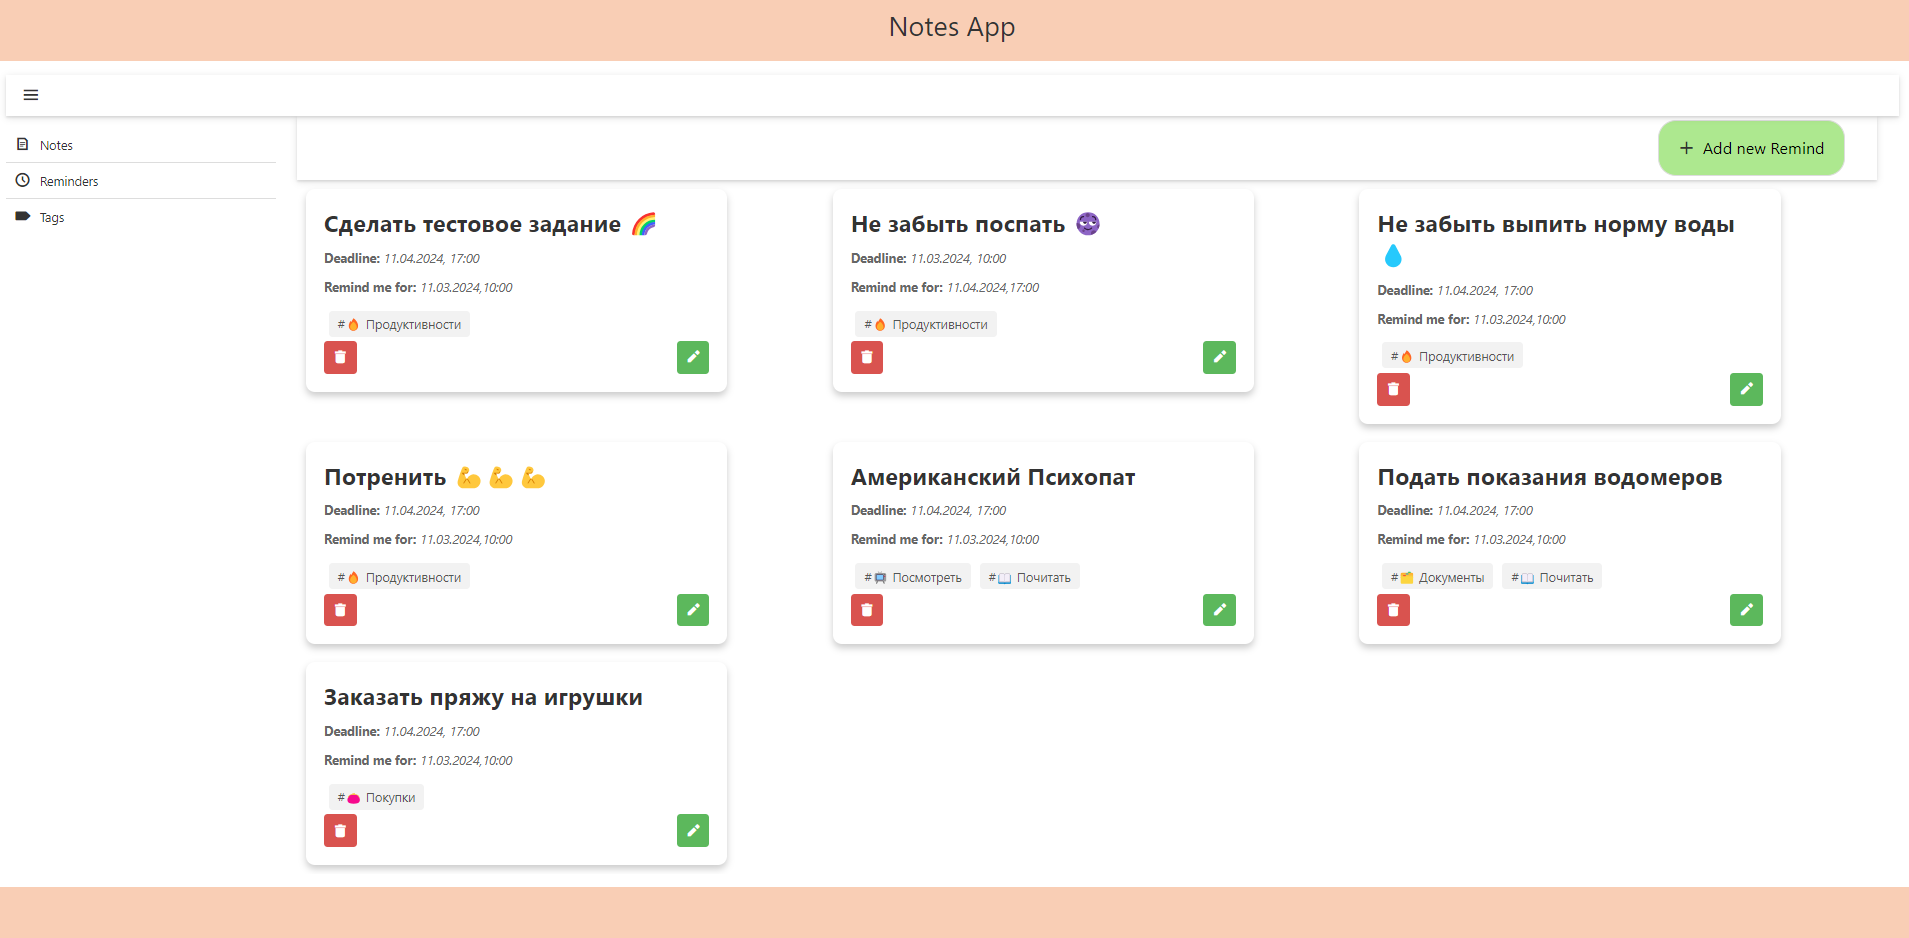 Notes App
Notes
Reminders
Tags
+ Add new Remind
Сделать тестовое задание 🌈
Deadline: 11.04.2024, 17:00
Remind me for: 11.03.2024,10:00
#🔥 Продуктивности
Не забыть поспать
Deadline: 11.03.2024, 10:00
Remind me for: 11.04.2024,17:00
#🔥 Продуктивности
Не забыть выпить норму воды
💧
Deadline: 11.04.2024, 17:00
Remind me for: 11.03.2024,10:00
#🔥 Продуктивности
Потренить 💪💪💪
Deadline: 11.04.2024, 17:00
Remind me for: 11.03.2024,10:00
#🔥 Продуктивности
Американский Психопат
Deadline: 11.04.2024, 17:00
Remind me for: 11.03.2024,10:00
#📺 Посмотреть #📖 Почитать
Подать показания водомеров
Deadline: 11.04.2024, 17:00
Remind me for: 11.03.2024,10:00
#🗂️ Документы #📖 Почитать
Заказать пряжу на игрушки
Deadline: 11.04.2024, 17:00
Remind me for: 11.03.2024,10:00
#👛 Покупки